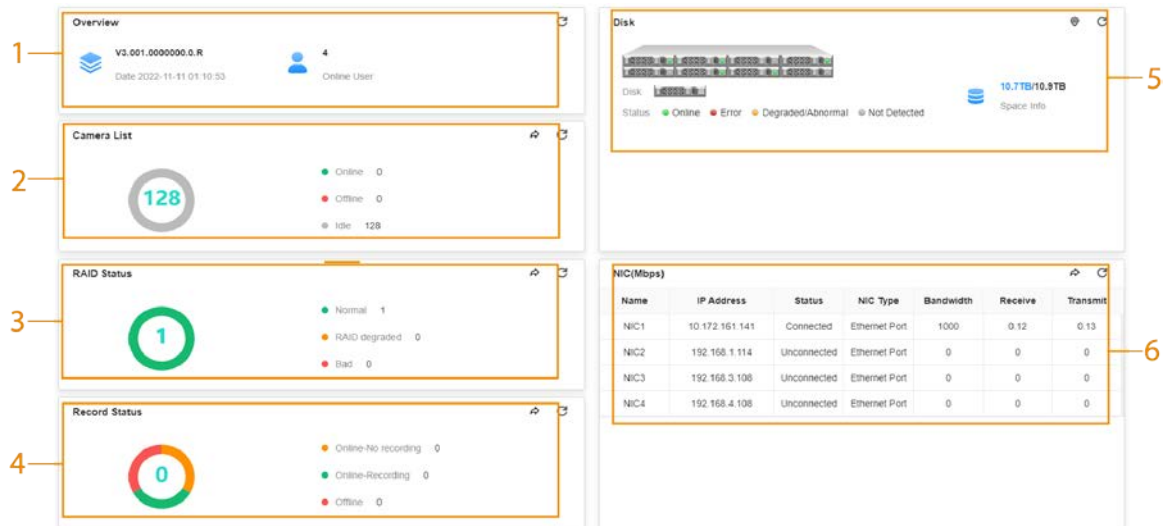 Overview
1
V3.001.0000000.0.R
Date 2022-11-11 01:10:53
4
Online User
Camera List
2
128
Online 0
Offline 0
Idle 128
RAID Status
3
1
Normal 1
RAID degraded 0
Bad 0
Record Status
4
0
Online-No recording 0
Online-Recording 0
Offline 0
Disk
5
Disk
Status Online Error Degraded/Abnormal Not Detected
10.7TB/10.9TB
Space Info
NIC(Mbps)
6
Name IP Address Status NIC Type Bandwidth Receive Transmit
NIC1 10.172.161.141 Connected Ethernet Port 1000 0.12 0.13
NIC2 192.168.1.114 Unconnected Ethernet Port 0 0 0
NIC3 192.168.3.108 Unconnected Ethernet Port 0 0 0
NIC4 192.168.4.108 Unconnected Ethernet Port 0 0 0